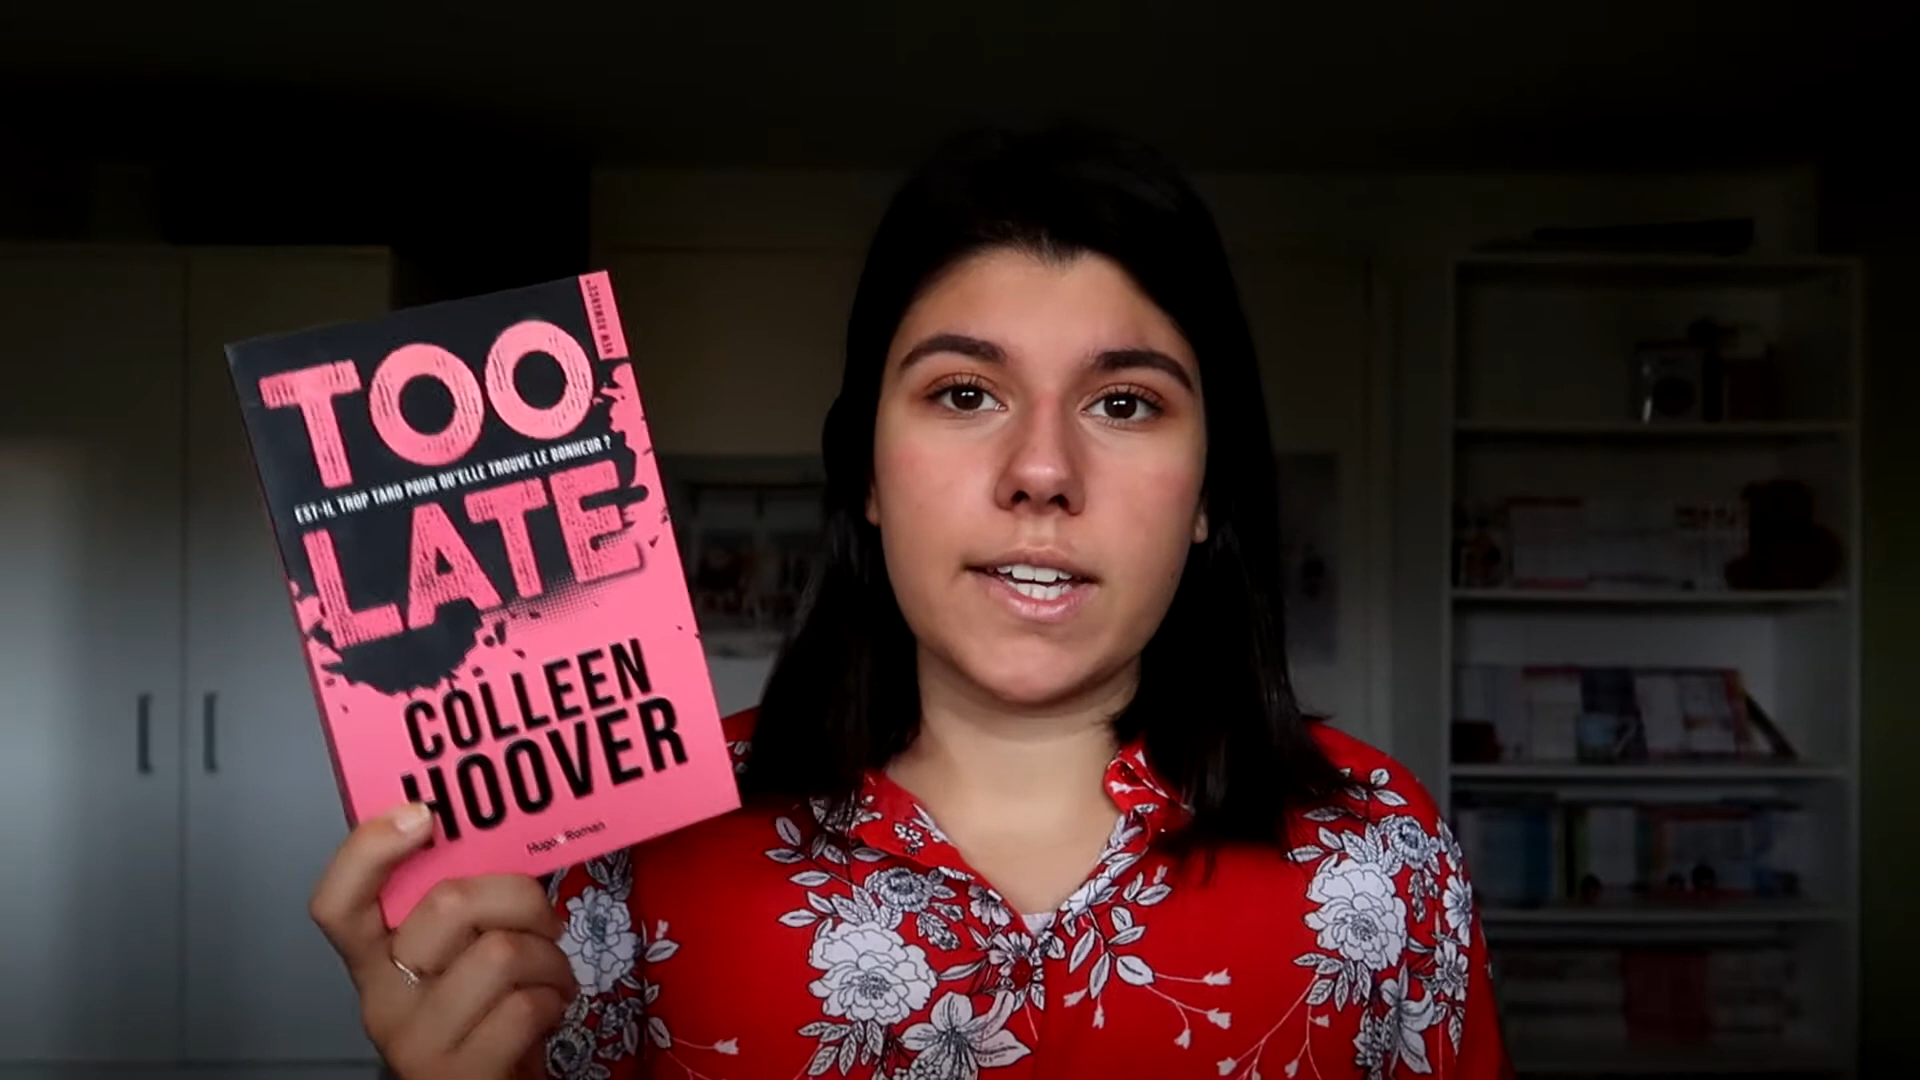 NEW ROMANCE®
TOO
EST-IL TROP TARD POUR QU'ELLE TROUVE LE BONHEUR ?
LATE
COLLEEN
HOOVER
Hugo Roman